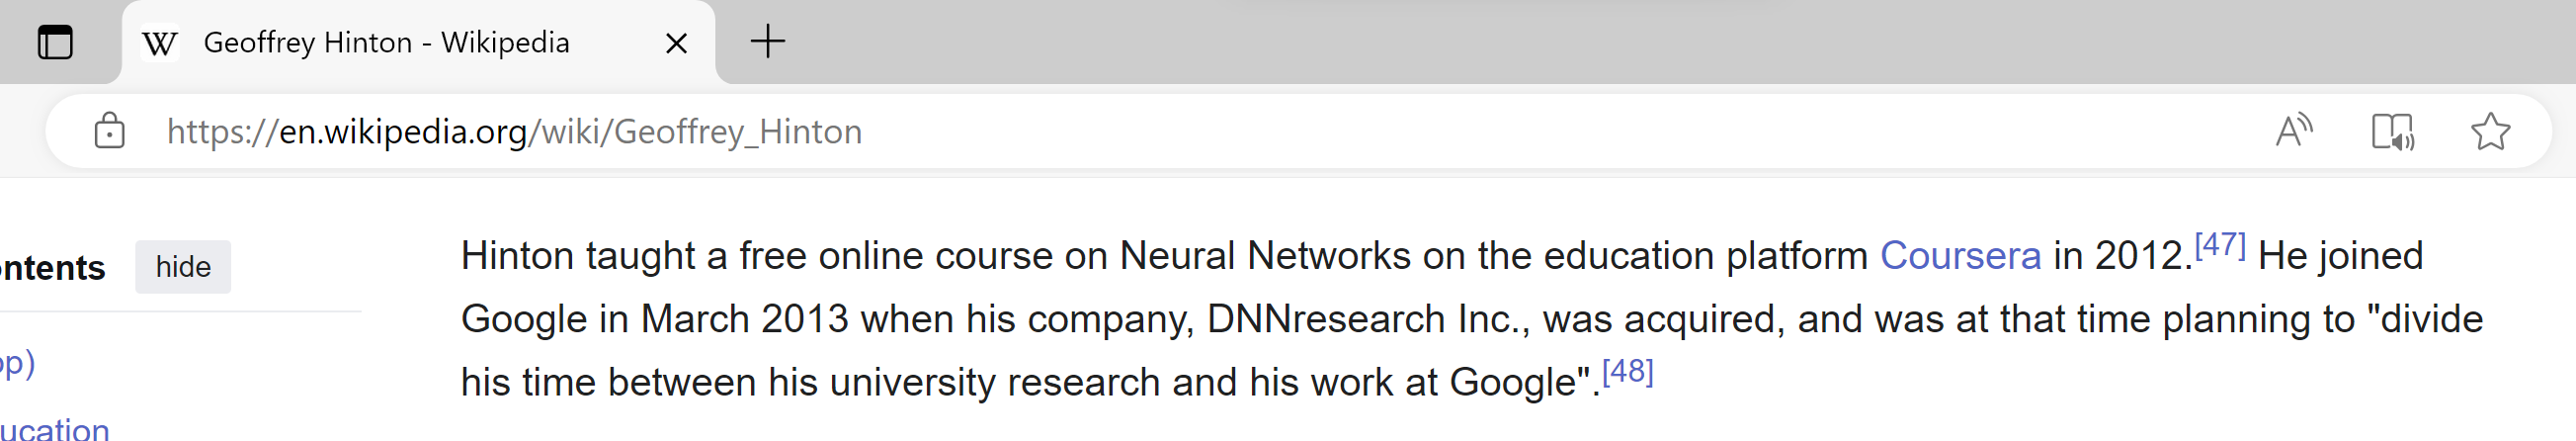 W Geoffrey Hinton - Wikipedia
https://en.wikipedia.org/wiki/Geoffrey_Hinton
ntents hide
Hinton taught a free online course on Neural Networks on the education platform Coursera in 2012.[47] He joined
Google in March 2013 when his company, DNNresearch Inc., was acquired, and was at that time planning to "divide
op)
his time between his university research and his work at Google".[48]
ucation